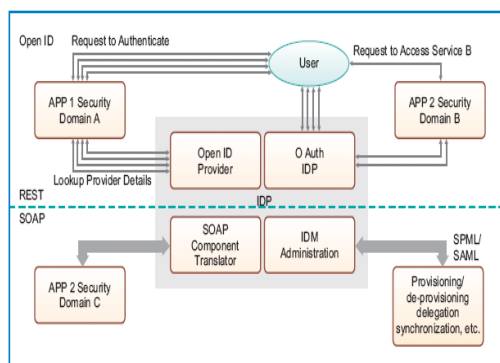 Open ID
Request to Authenticate
User
Request to Access Service B
APP 1 Security
Domain A
APP 2 Security
Domain B
Open ID
Provider
O Auth
IDP
Lookup Provider Details
REST
IDP
SOAP
SOAP
Component
Translator
IDM
Administration
SPML/
SAML
APP 2 Security
Domain C
Provisioning/
de-provisioning
delegation
synchronization, etc.